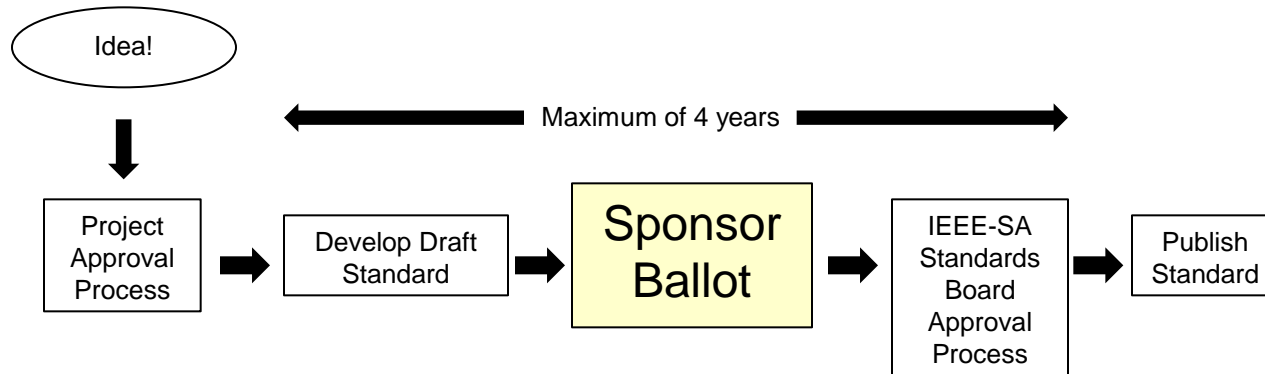 Idea!
Maximum of 4 years
Project
Approval
Process
Develop Draft
Standard
Sponsor
Ballot
IEEE-SA
Standards
Board
Approval
Process
Publish
Standard